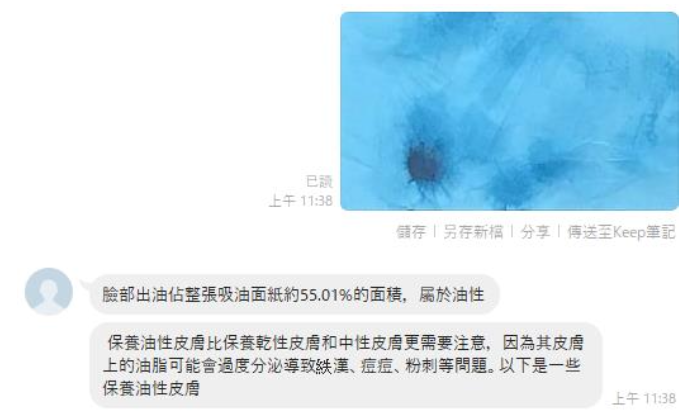 已讀
上午 11:38
儲存 | 另存新檔 | 分享 | 傳送至Keep筆記
臉部出油佔整張吸油面紙約55.01%的面積，屬於油性
保養油性皮膚比保養乾性皮膚和中性皮膚更需要注意，因為其皮膚
上的油脂可能會過度分泌導致紩漢、痘痘、粉刺等問題。以下是一些
保養油性皮膚
上午 11:38